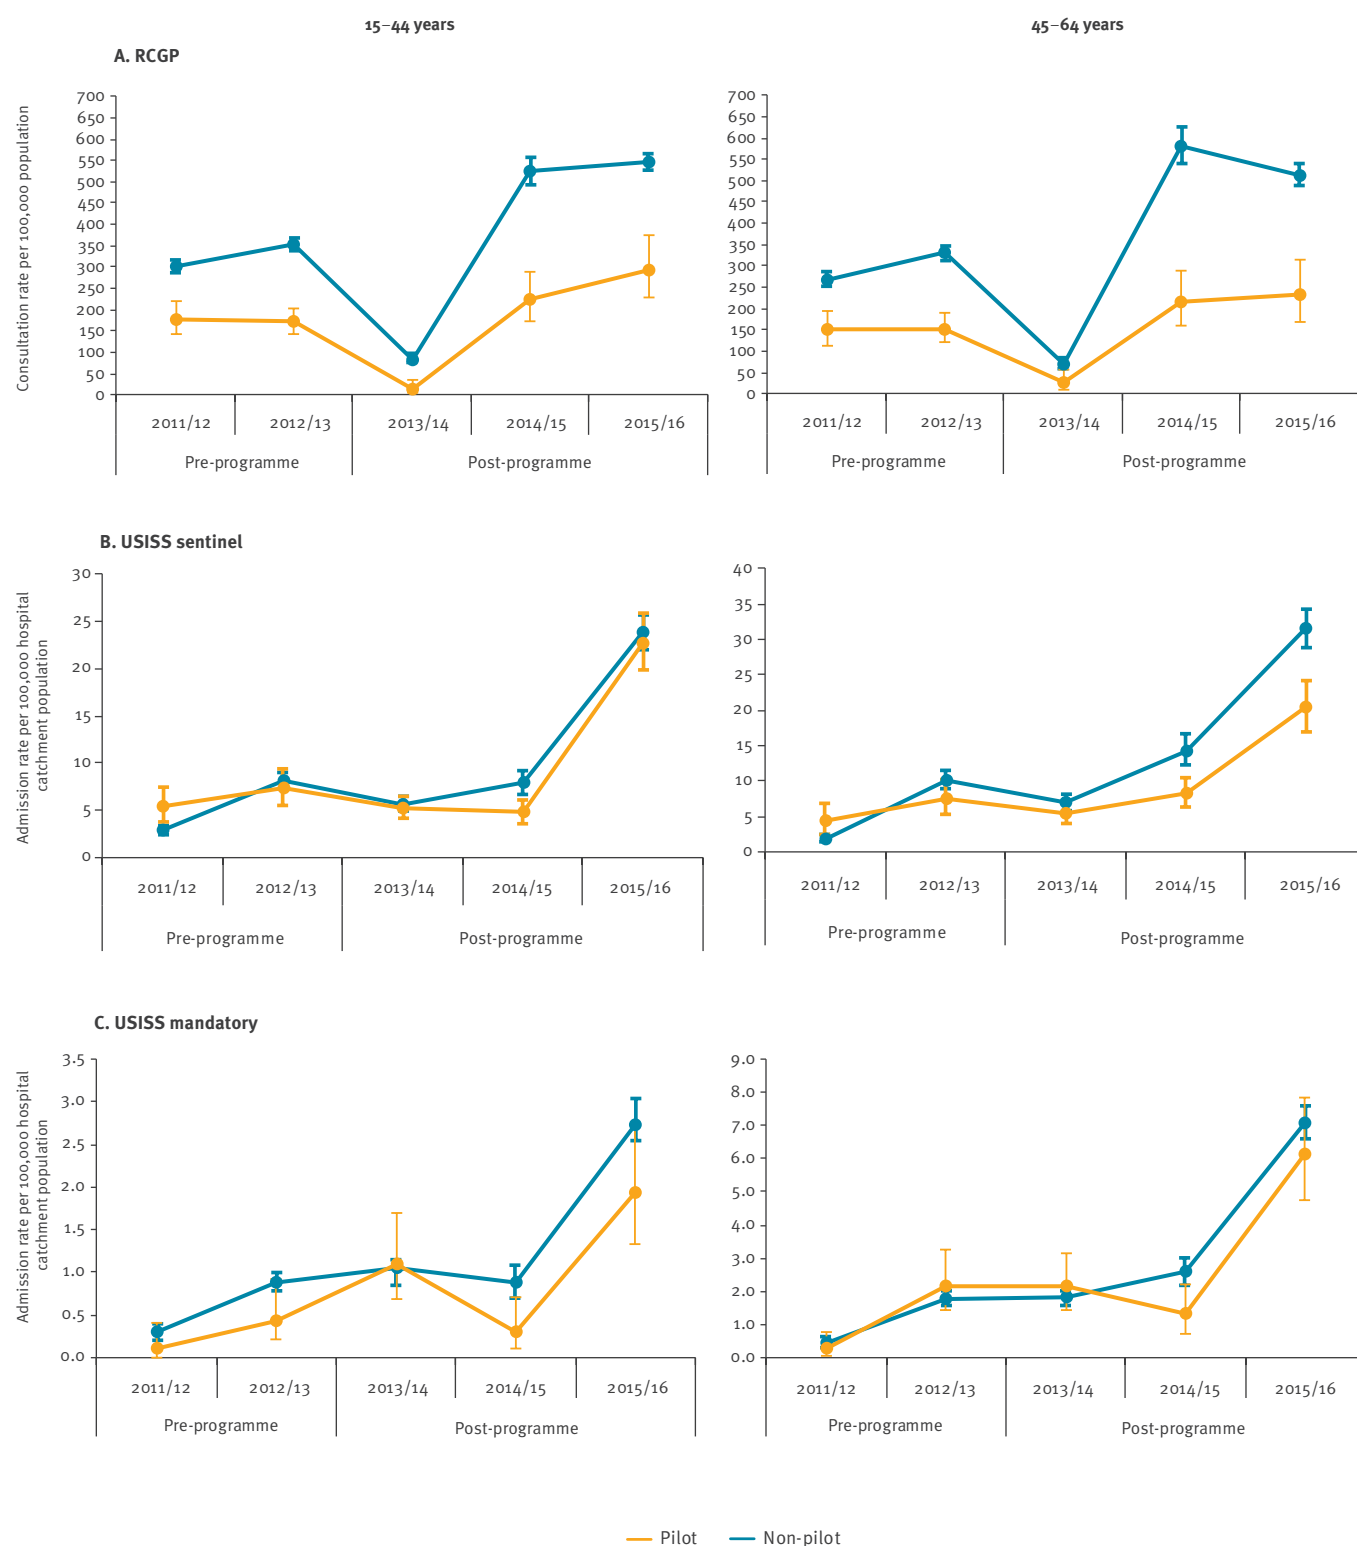 15–44 years
45–64 years
A. RCGP
Consultation rate per 100,000 population
700
650
600
550
500
450
400
350
300
250
200
150
100
50
0
2011/12 2012/13 2013/14 2014/15 2015/16
Pre-programme Post-programme
700
650
600
550
500
450
400
350
300
250
200
150
100
50
0
2011/12 2012/13 2013/14 2014/15 2015/16
Pre-programme Post-programme
B. USISS sentinel
Admission rate per 100,000 hospital
catchment population
30
25
20
15
10
5
0
2011/12 2012/13 2013/14 2014/15 2015/16
Pre-programme Post-programme
40
35
30
25
20
15
10
5
0
2011/12 2012/13 2013/14 2014/15 2015/16
Pre-programme Post-programme
C. USISS mandatory
Admission rate per 100,000 hospital
catchment population
3.5
3.0
2.5
2.0
1.5
1.0
0.5
0.0
2011/12 2012/13 2013/14 2014/15 2015/16
Pre-programme Post-programme
9.0
8.0
7.0
6.0
5.0
4.0
3.0
2.0
1.0
0.0
2011/12 2012/13 2013/14 2014/15 2015/16
Pre-programme Post-programme
Pilot Non-pilot